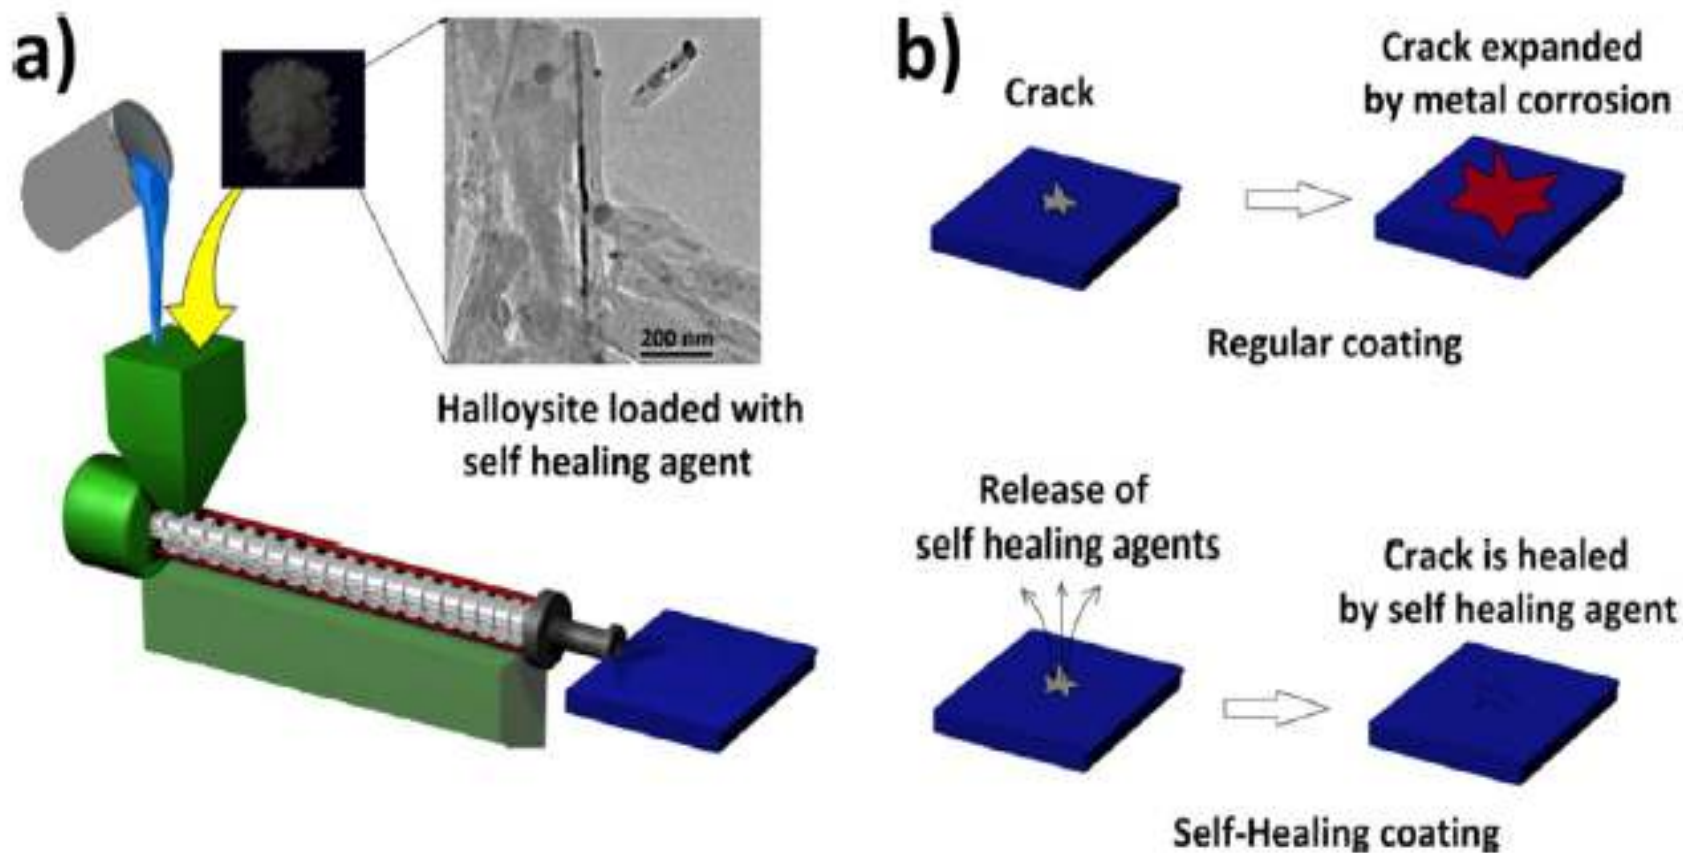 a)
200 nm
Halloysite loaded with
self healing agent
b)
Crack
Crack expanded
by metal corrosion
Regular coating
Release of
self healing agents
Crack is healed
by self healing agent
Self-Healing coating